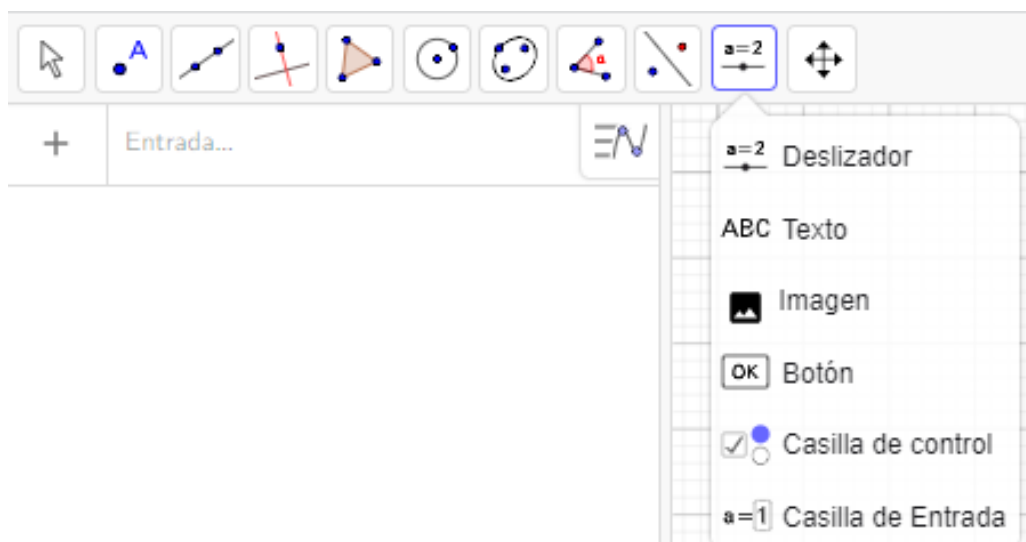 A
α
a=2
Entrada...
a=2 Deslizador
ABC Texto
Imagen
OK Botón
Casilla de control
a=1 Casilla de Entrada